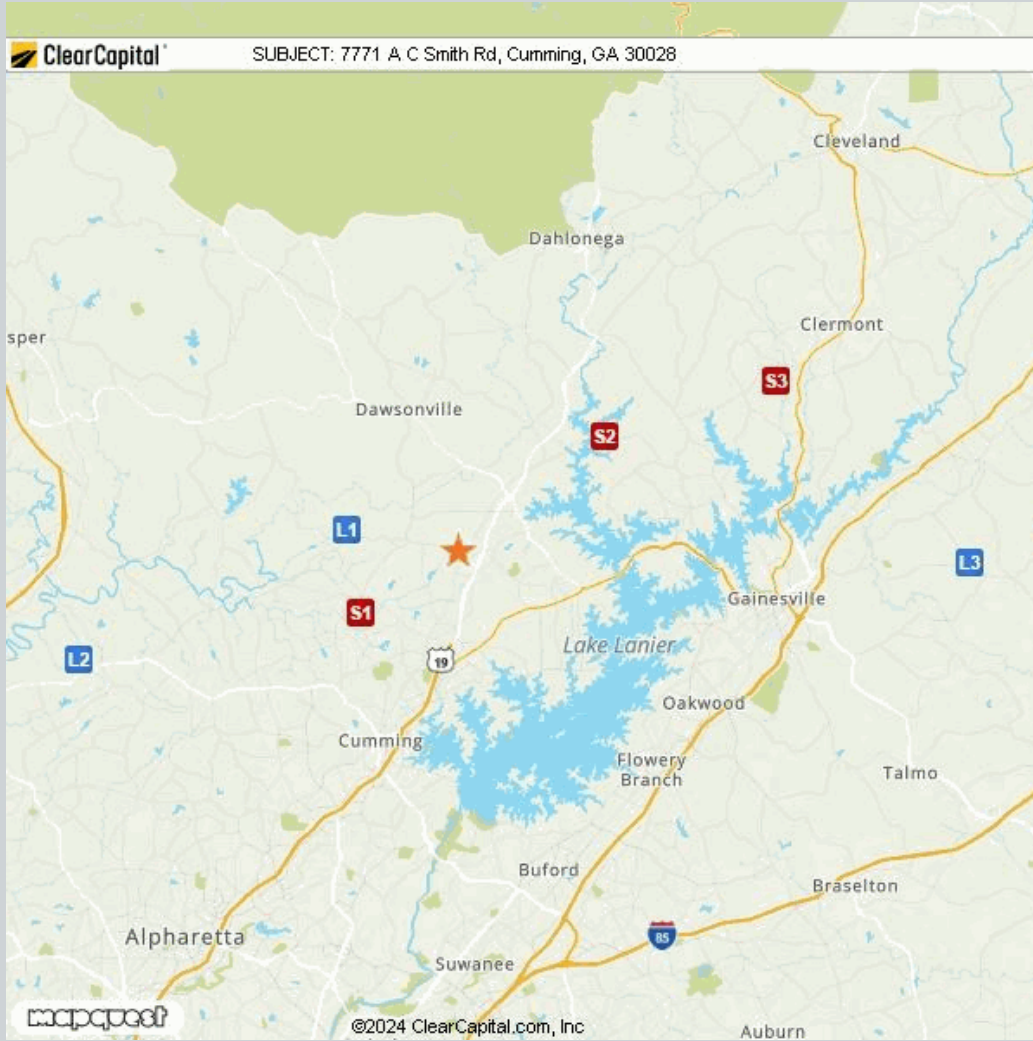 ClearCapital
SUBJECT: 7771 A C Smith Rd, Cumming, GA 30028
Cleveland
Dahlonega
Clermont
sper
S3
Dawsonville
S2
L1
L3
Gainesville
S1
Lake Lanier
L2
19
Oakwood
Cumming
Flowery
Branch
Talmo
Buford
Braselton
Alpharetta
85
Suwanee
mapquest
©2024 ClearCapital.com, Inc
Auburn